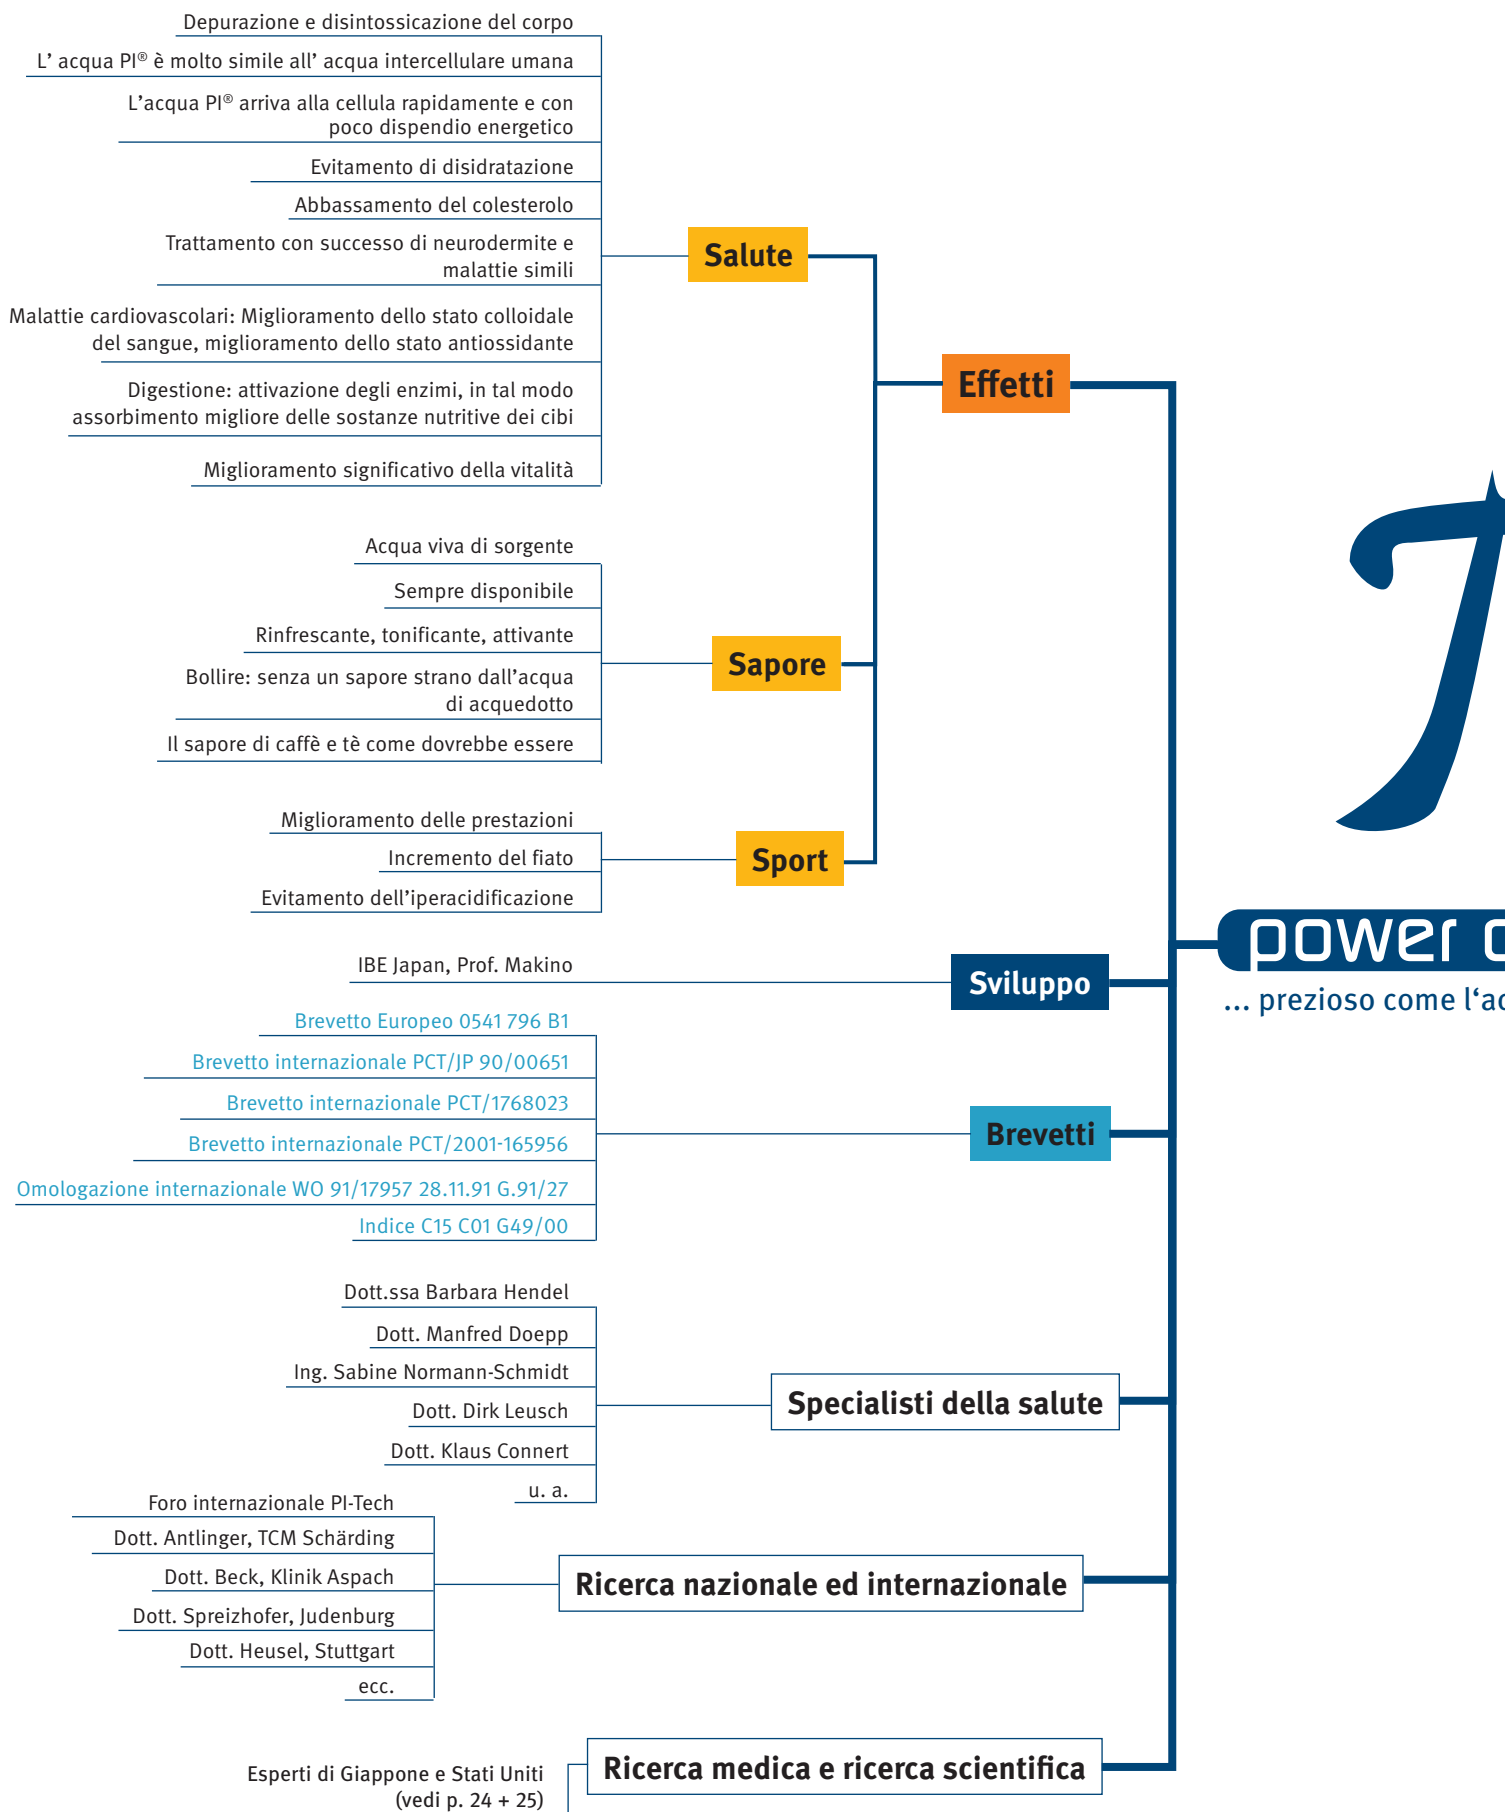 Depurazione e disintossicazione del corpo
L’ acqua PI® è molto simile all’ acqua intercellulare umana
L’acqua PI® arriva alla cellula rapidamente e con
poco dispendio energetico
Evitamento di disidratazione
Abbassamento del colesterolo
Trattamento con successo di neurodermite e
malattie simili
Malattie cardiovascolari: Miglioramento dello stato colloidale
del sangue, miglioramento dello stato antiossidante
Digestione: attivazione degli enzimi, in tal modo
assorbimento migliore delle sostanze nutritive dei cibi
Miglioramento significativo della vitalità
Salute
Effetti
Acqua viva di sorgente
Sempre disponibile
Rinfrescante, tonificante, attivante
Bollire: senza un sapore strano dall’acqua
di acquedotto
Il sapore di caffè e tè come dovrebbe essere
Sapore
Miglioramento delle prestazioni
Incremento del fiato
Evitamento dell’iperacidificazione
Sport
power
... prezioso come l‘ac
IBE Japan, Prof. Makino
Sviluppo
Brevetto Europeo 0541 796 B1
Brevetto internazionale PCT/JP 90/00651
Brevetto internazionale PCT/1768023
Brevetto internazionale PCT/2001-165956
Omologazione internazionale WO 91/17957 28.11.91 G.91/27
Indice C15 C01 G49/00
Brevetti
Dott.ssa Barbara Hendel
Dott. Manfred Doepp
Ing. Sabine Normann-Schmidt
Dott. Dirk Leusch
Dott. Klaus Connert
u. a.
Specialisti della salute
Foro internazionale PI-Tech
Dott. Antlinger, TCM Schärding
Dott. Beck, Klinik Aspach
Dott. Spreizhofer, Judenburg
Dott. Heusel, Stuttgart
ecc.
Ricerca nazionale ed internazionale
Ricerca medica e ricerca scientifica
Esperti di Giappone e Stati Uniti
(vedi p. 24 + 25)